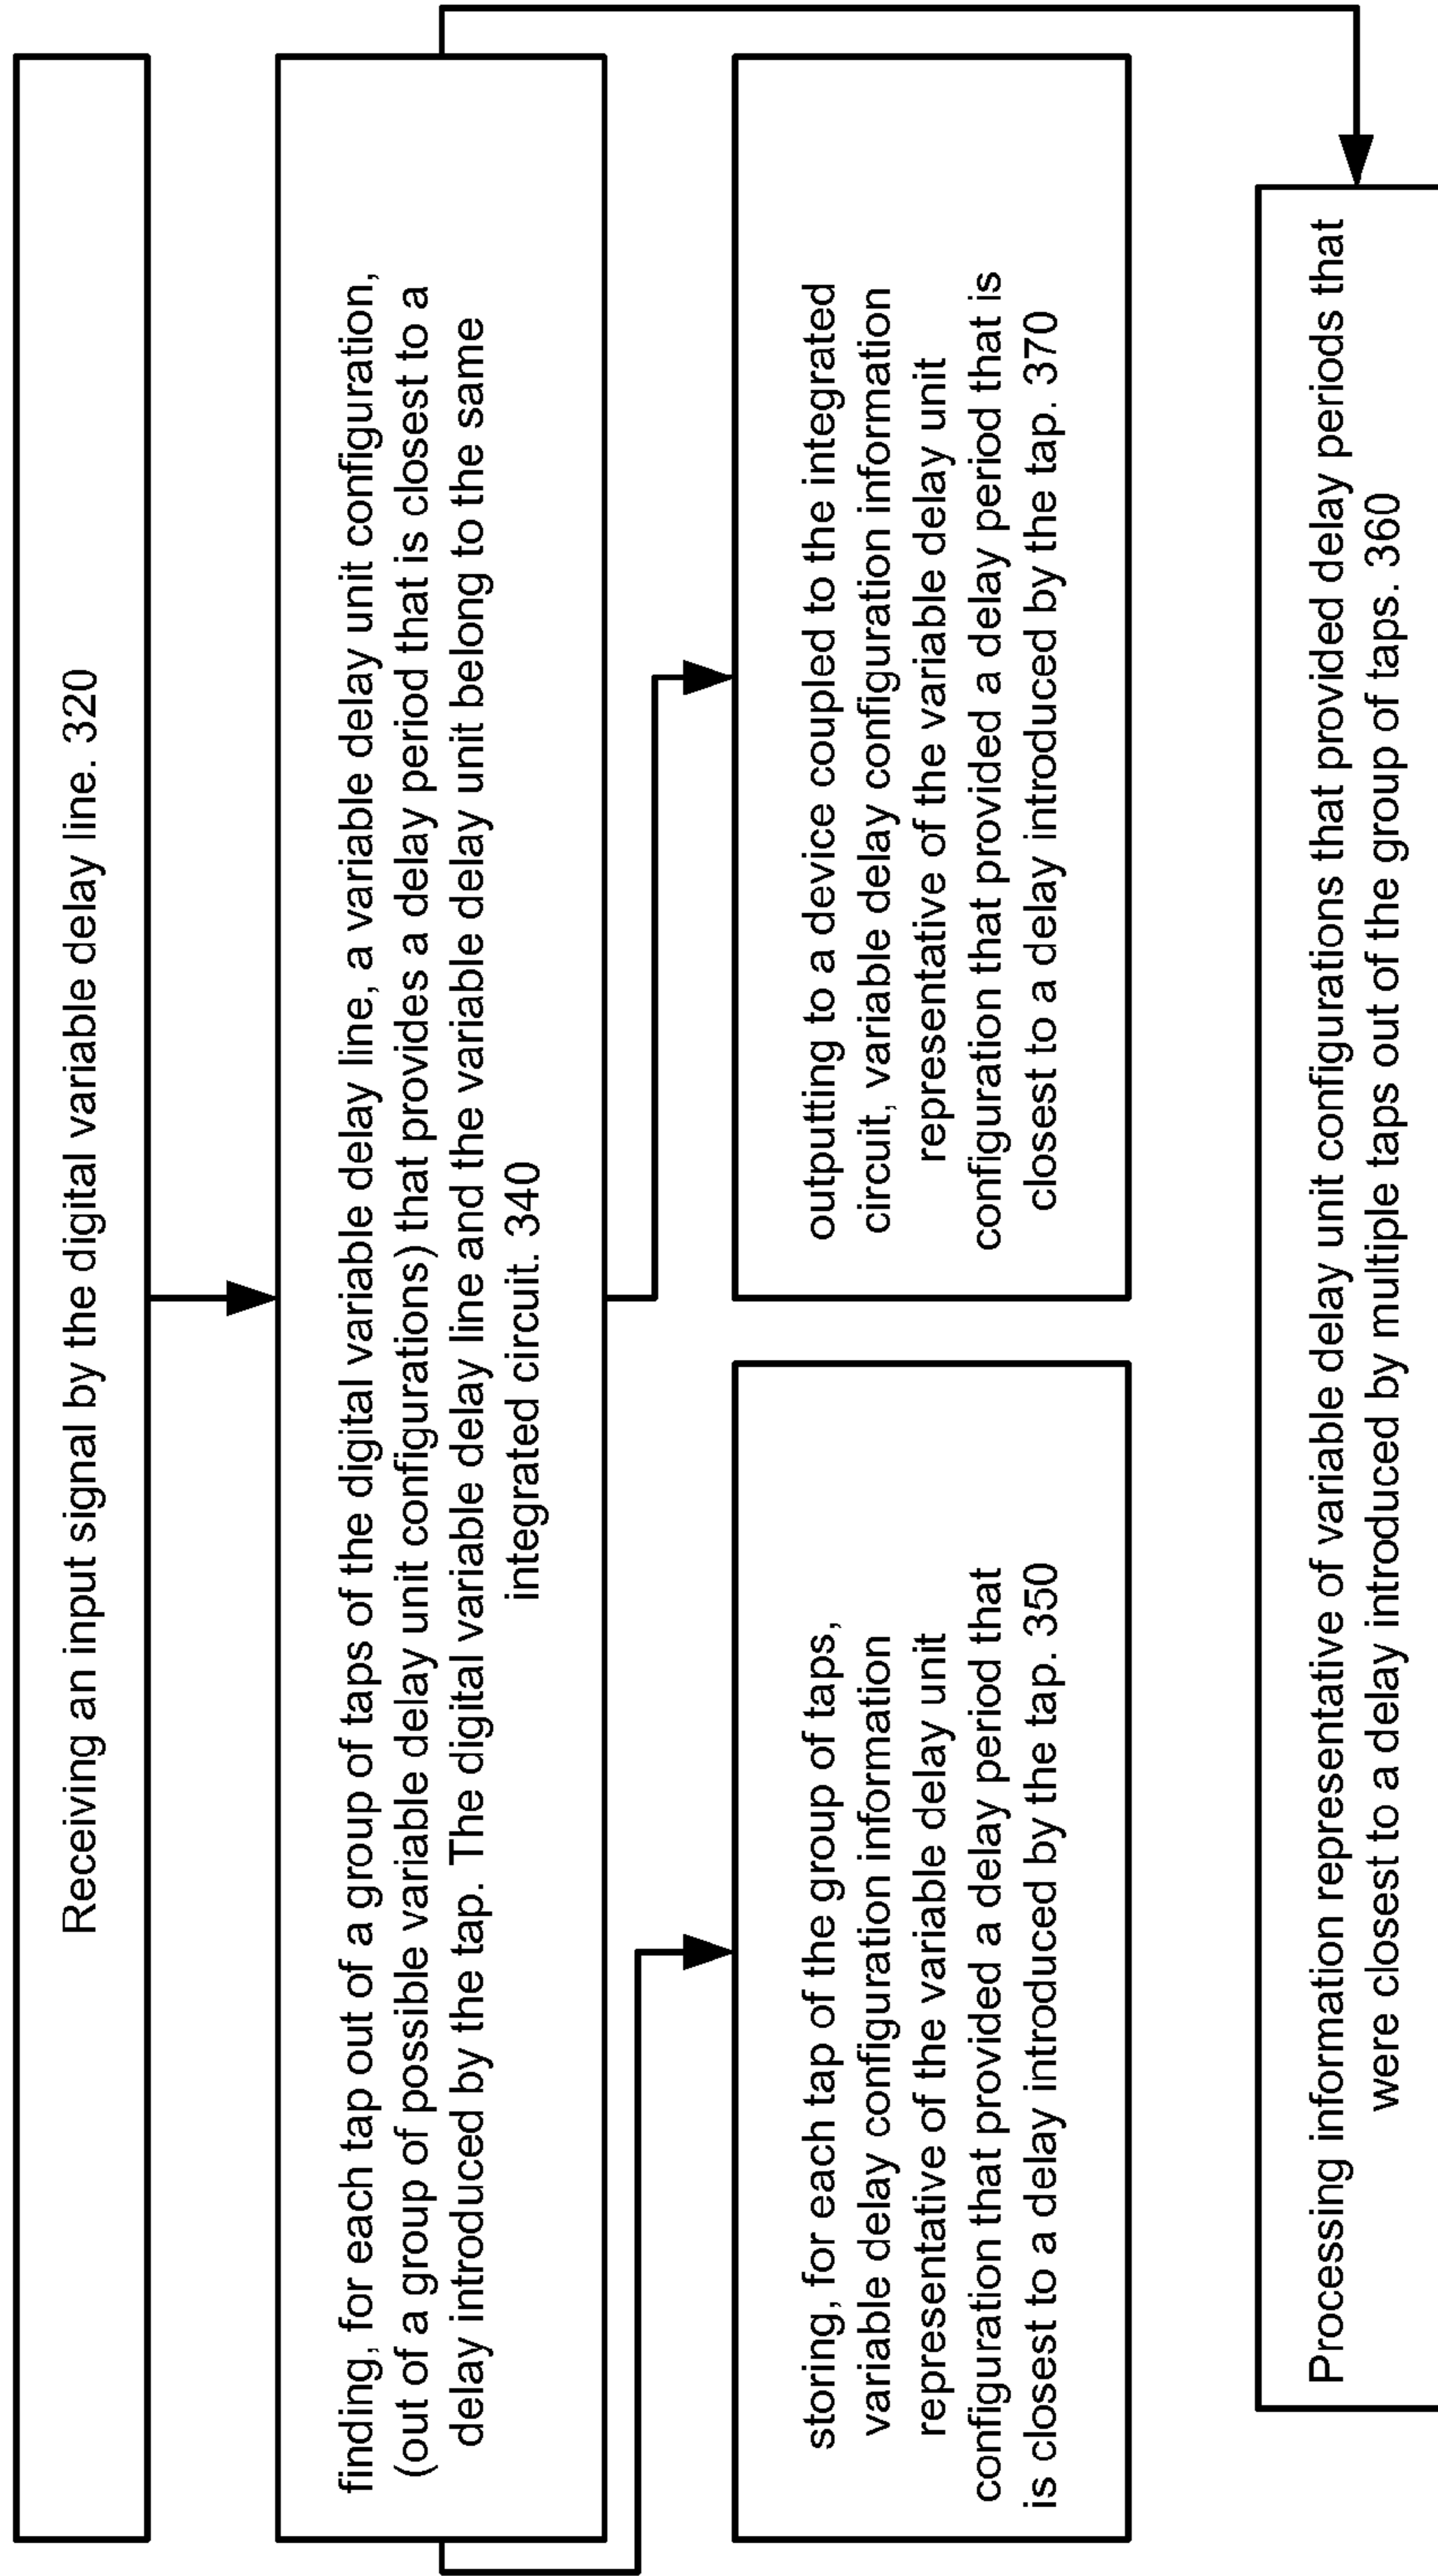 Receiving an input signal by the digital variable delay line. 320
finding, for each tap out of a group of taps of the digital variable delay line, a variable delay unit configuration,
(out of a group of possible variable delay unit configurations) that provides a delay period that is closest to a
delay introduced by the tap. The digital variable delay line and the variable delay unit belong to the same
integrated circuit. 340
storing, for each tap of the group of taps,
variable delay configuration information
representative of the variable delay unit
configuration that provided a delay period that
is closest to a delay introduced by the tap. 350
outputting to a device coupled to the integrated
circuit, variable delay configuration information
representative of the variable delay unit
configuration that provided a delay period that is
closest to a delay introduced by the tap. 370
Processing information representative of variable delay unit configurations that provided delay periods that
were closest to a delay introduced by multiple taps out of the group of taps. 360